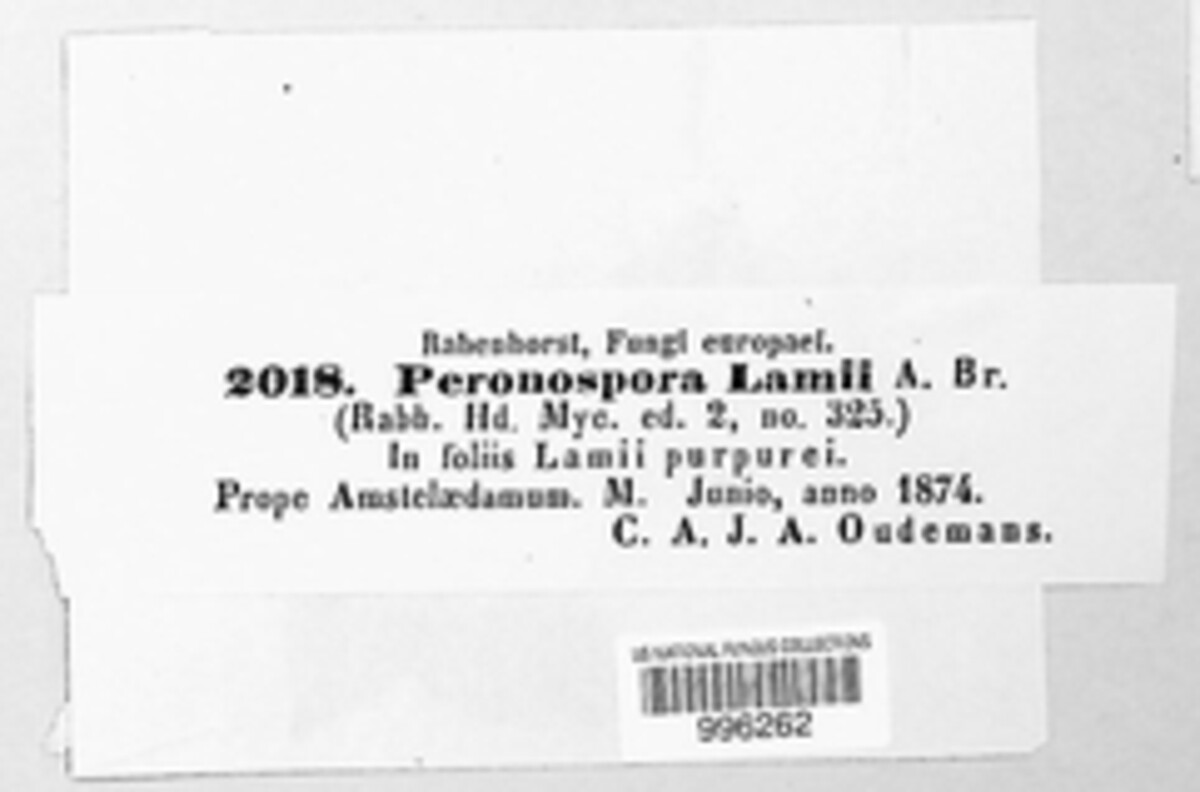 Rabenhorst, Fungi europaei.
2018. Peronospora Lamii A. Br.
(Rabh. Hd. Myc. ed. 2, no. 325.)
In foliis Lamii purpurei.
Prope Amstelædamum. M. Junio, anno 1874.
C. A. J. A. Oudemans.
US NATIONAL FUNGUS COLLECTIONS
996262